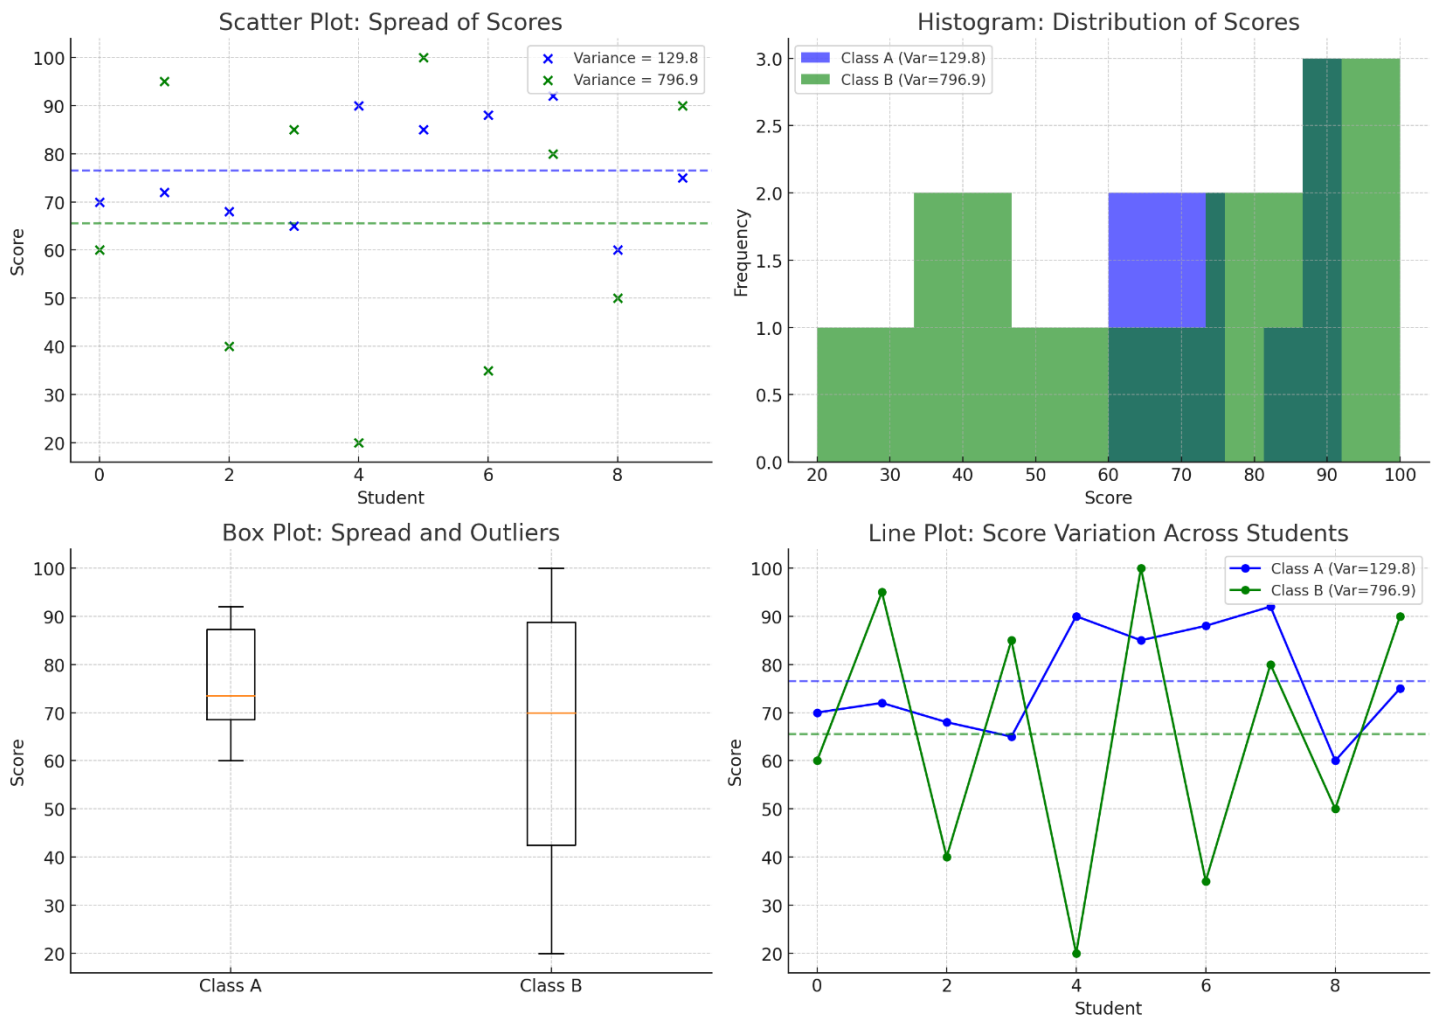 Scatter Plot: Spread of Scores
Variance = 129.8
Variance = 796.9
100
90
80
70
60
50
40
30
20
Score
0
2
4
6
8
Student
Histogram: Distribution of Scores
Class A (Var=129.8)
Class B (Var=796.9)
3.0
2.5
2.0
1.5
1.0
0.5
0.0
Frequency
20
30
40
50
60
70
80
90
100
Score
Box Plot: Spread and Outliers
100
90
80
70
60
50
40
30
20
Score
Class A
Class B
Line Plot: Score Variation Across Students
Class A (Var=129.8)
Class B (Var=796.9)
100
90
80
70
60
50
40
30
20
Score
0
2
4
6
8
Student